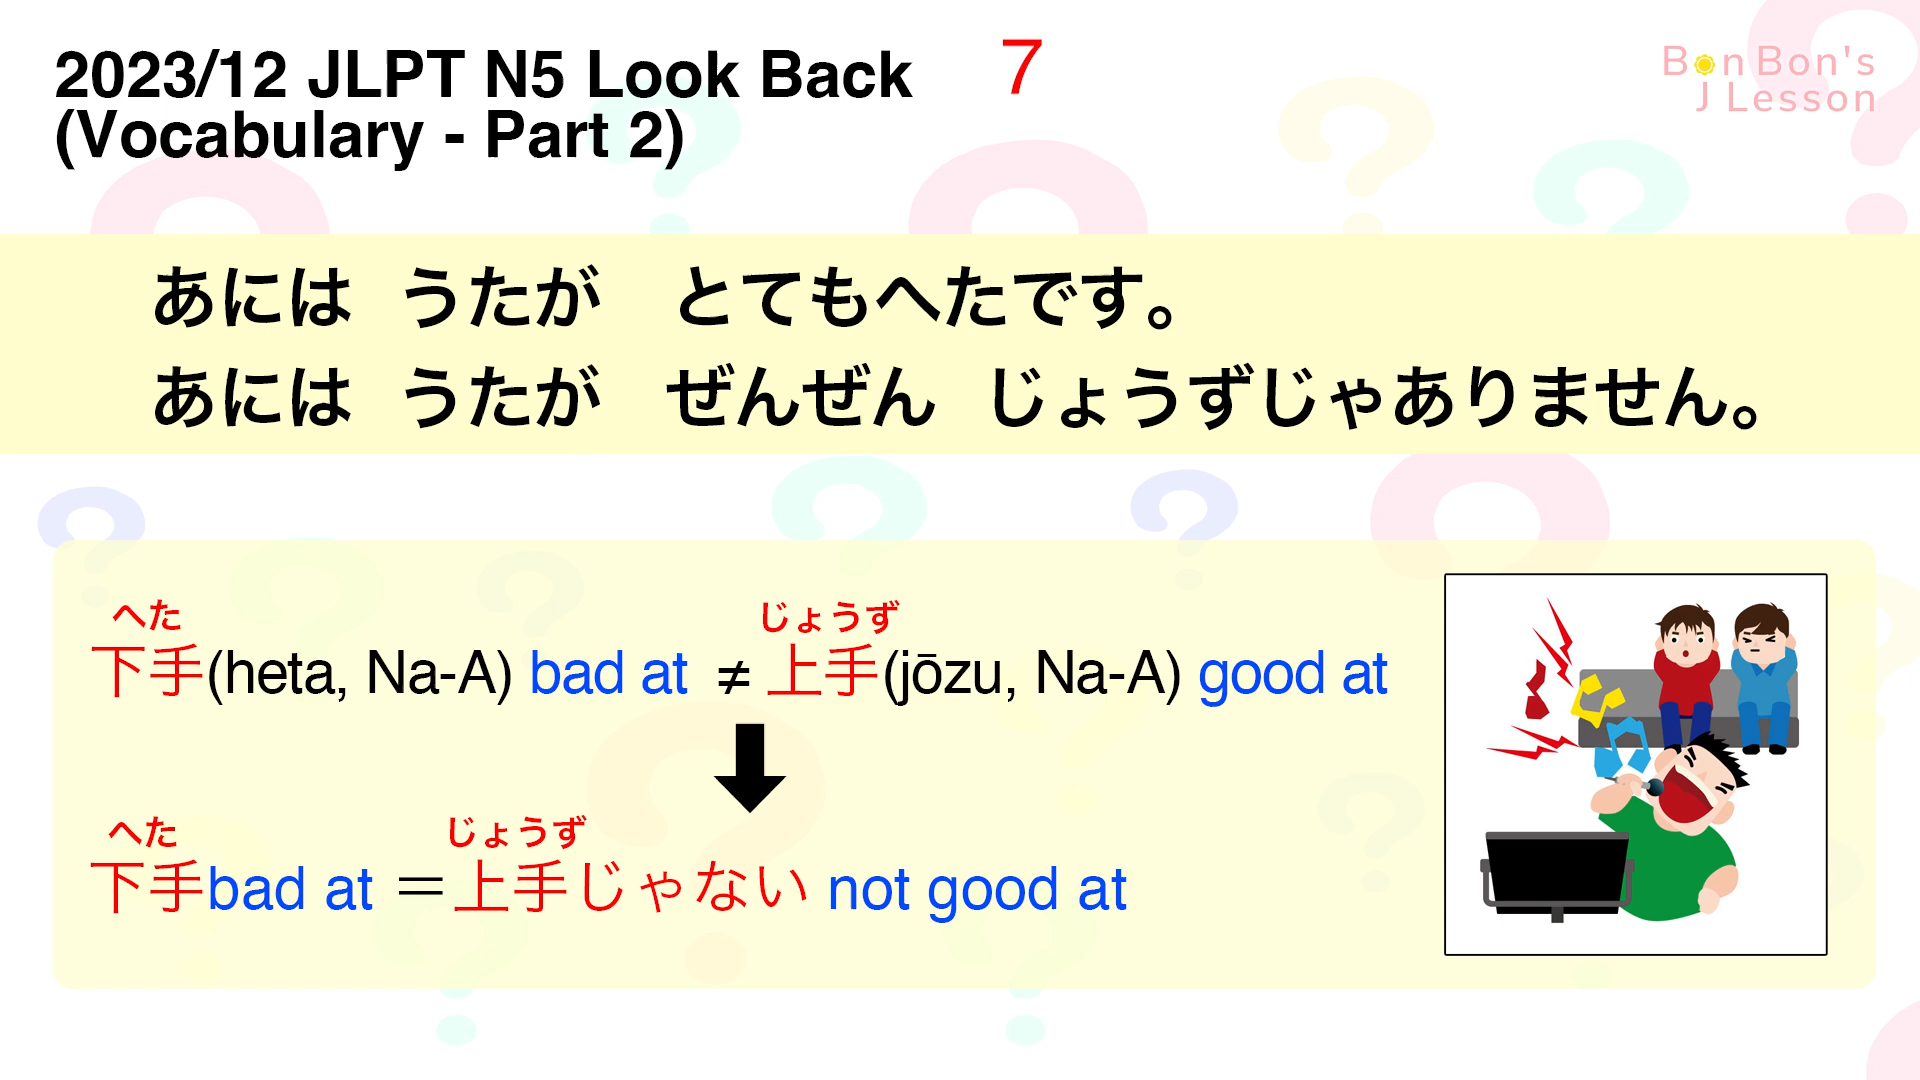 2023/12 JLPT N5 Look Back 7
(Vocabulary - Part 2)
BonBon's
J Lesson
あには うたが とてもへたです。
あには うたが ぜんぜん じょうずじゃありません。
へた じょうず
下手(heta, Na-A) bad at ≠ 上手(jōzu, Na-A) good at
へた じょうず
下手bad at ＝上手じゃない not good at